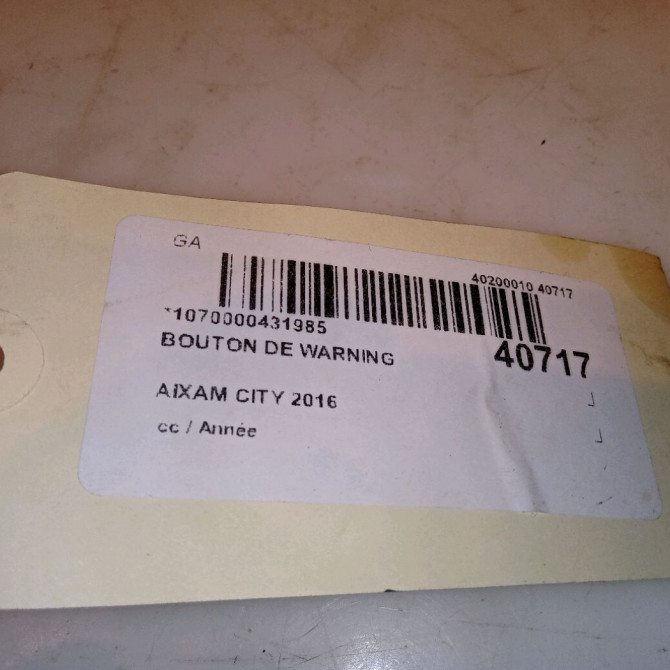 GA
40200010 40717
*1070000431985
BOUTON DE WARNING
40717
AIXAM CITY 2016
cc / Année